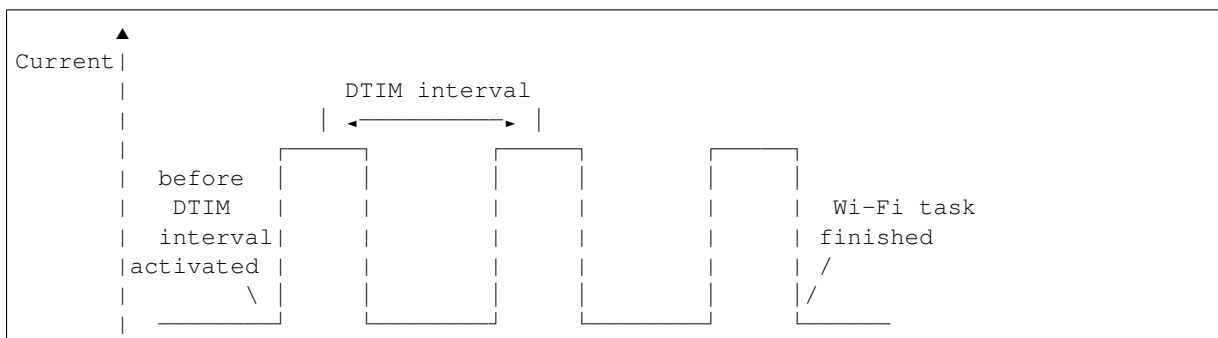 Current
DTIM interval
before
DTIM
Wi-Fi task
interval
finished
activated